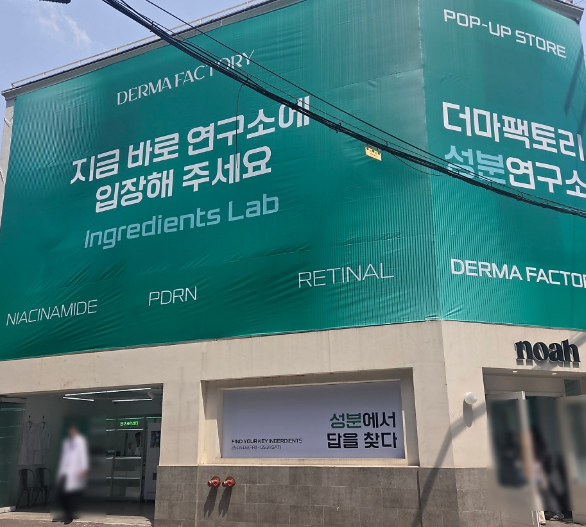 DERMA FACTORY
지금 바로 연구소에
입장해 주세요
Ingredients Lab
NIACINAMIDE
PDRN
RETINAL
POP-UP STORE
더마팩토리
성분연구소
DERMA FACTOR
noah
성분에서
답을 찾다
FIND YOUR KEY INGREDIENTS